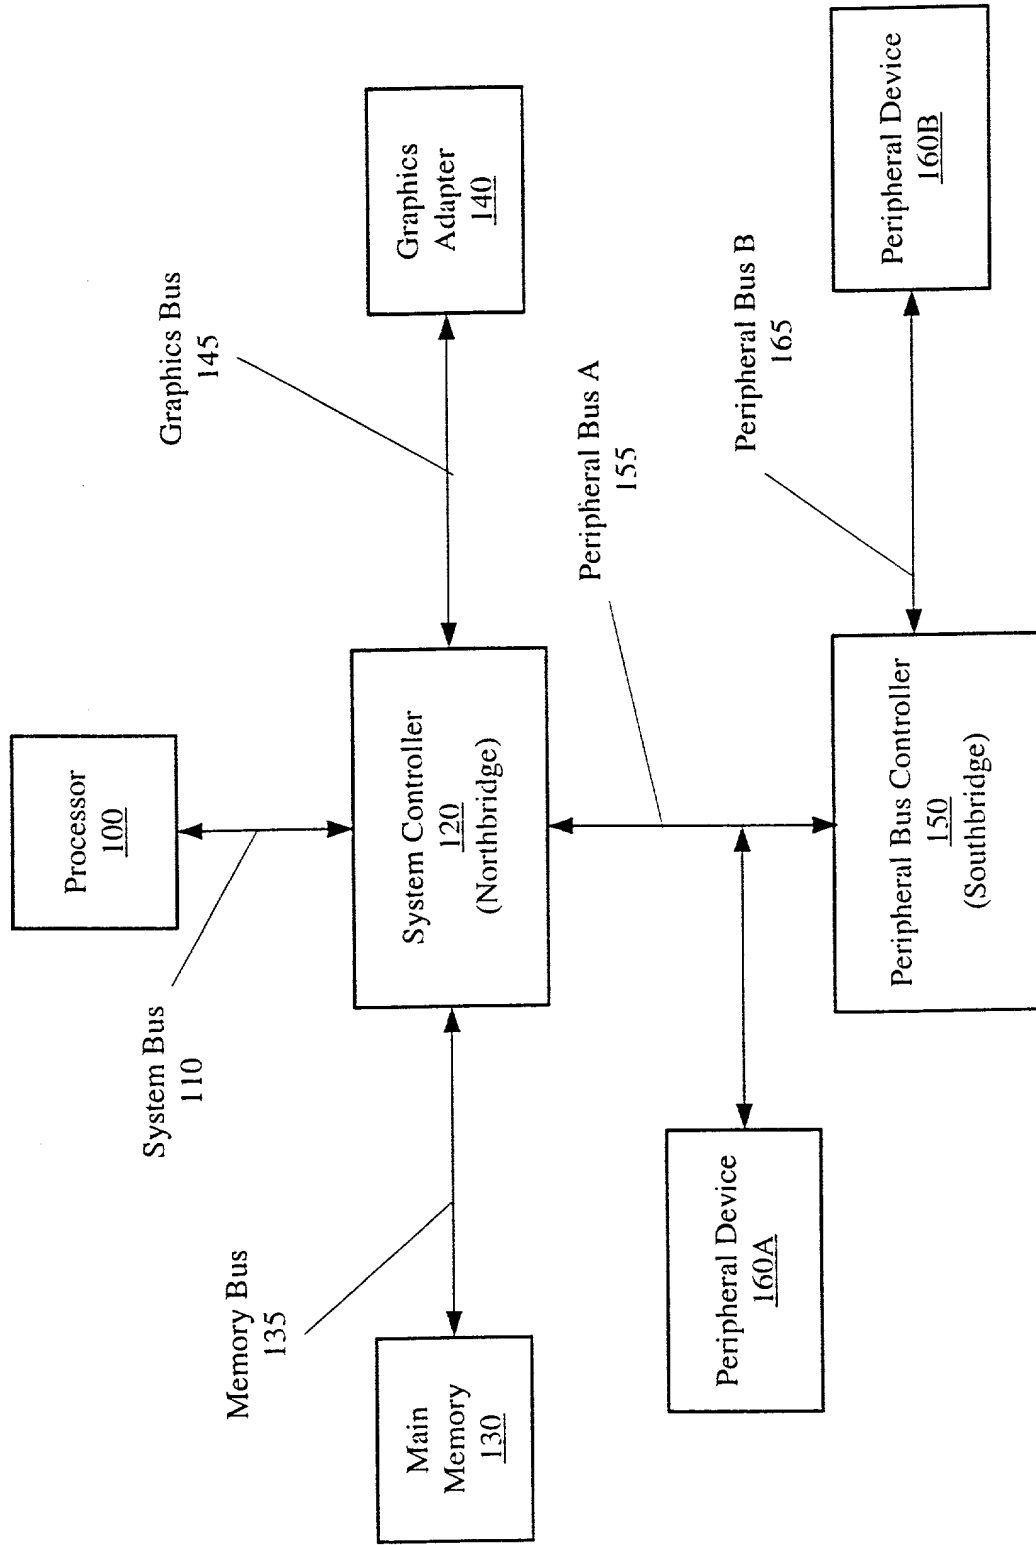 Processor
100
System Bus
110
Graphics Bus
145
Memory Bus
135
Main
Memory
130
System Controller
120
(Northbridge)
Graphics
Adapter
140
Peripheral Bus A
155
Peripheral Device
160A
Peripheral Bus B
165
Peripheral Bus Controller
150
(Southbridge)
Peripheral Device
160B